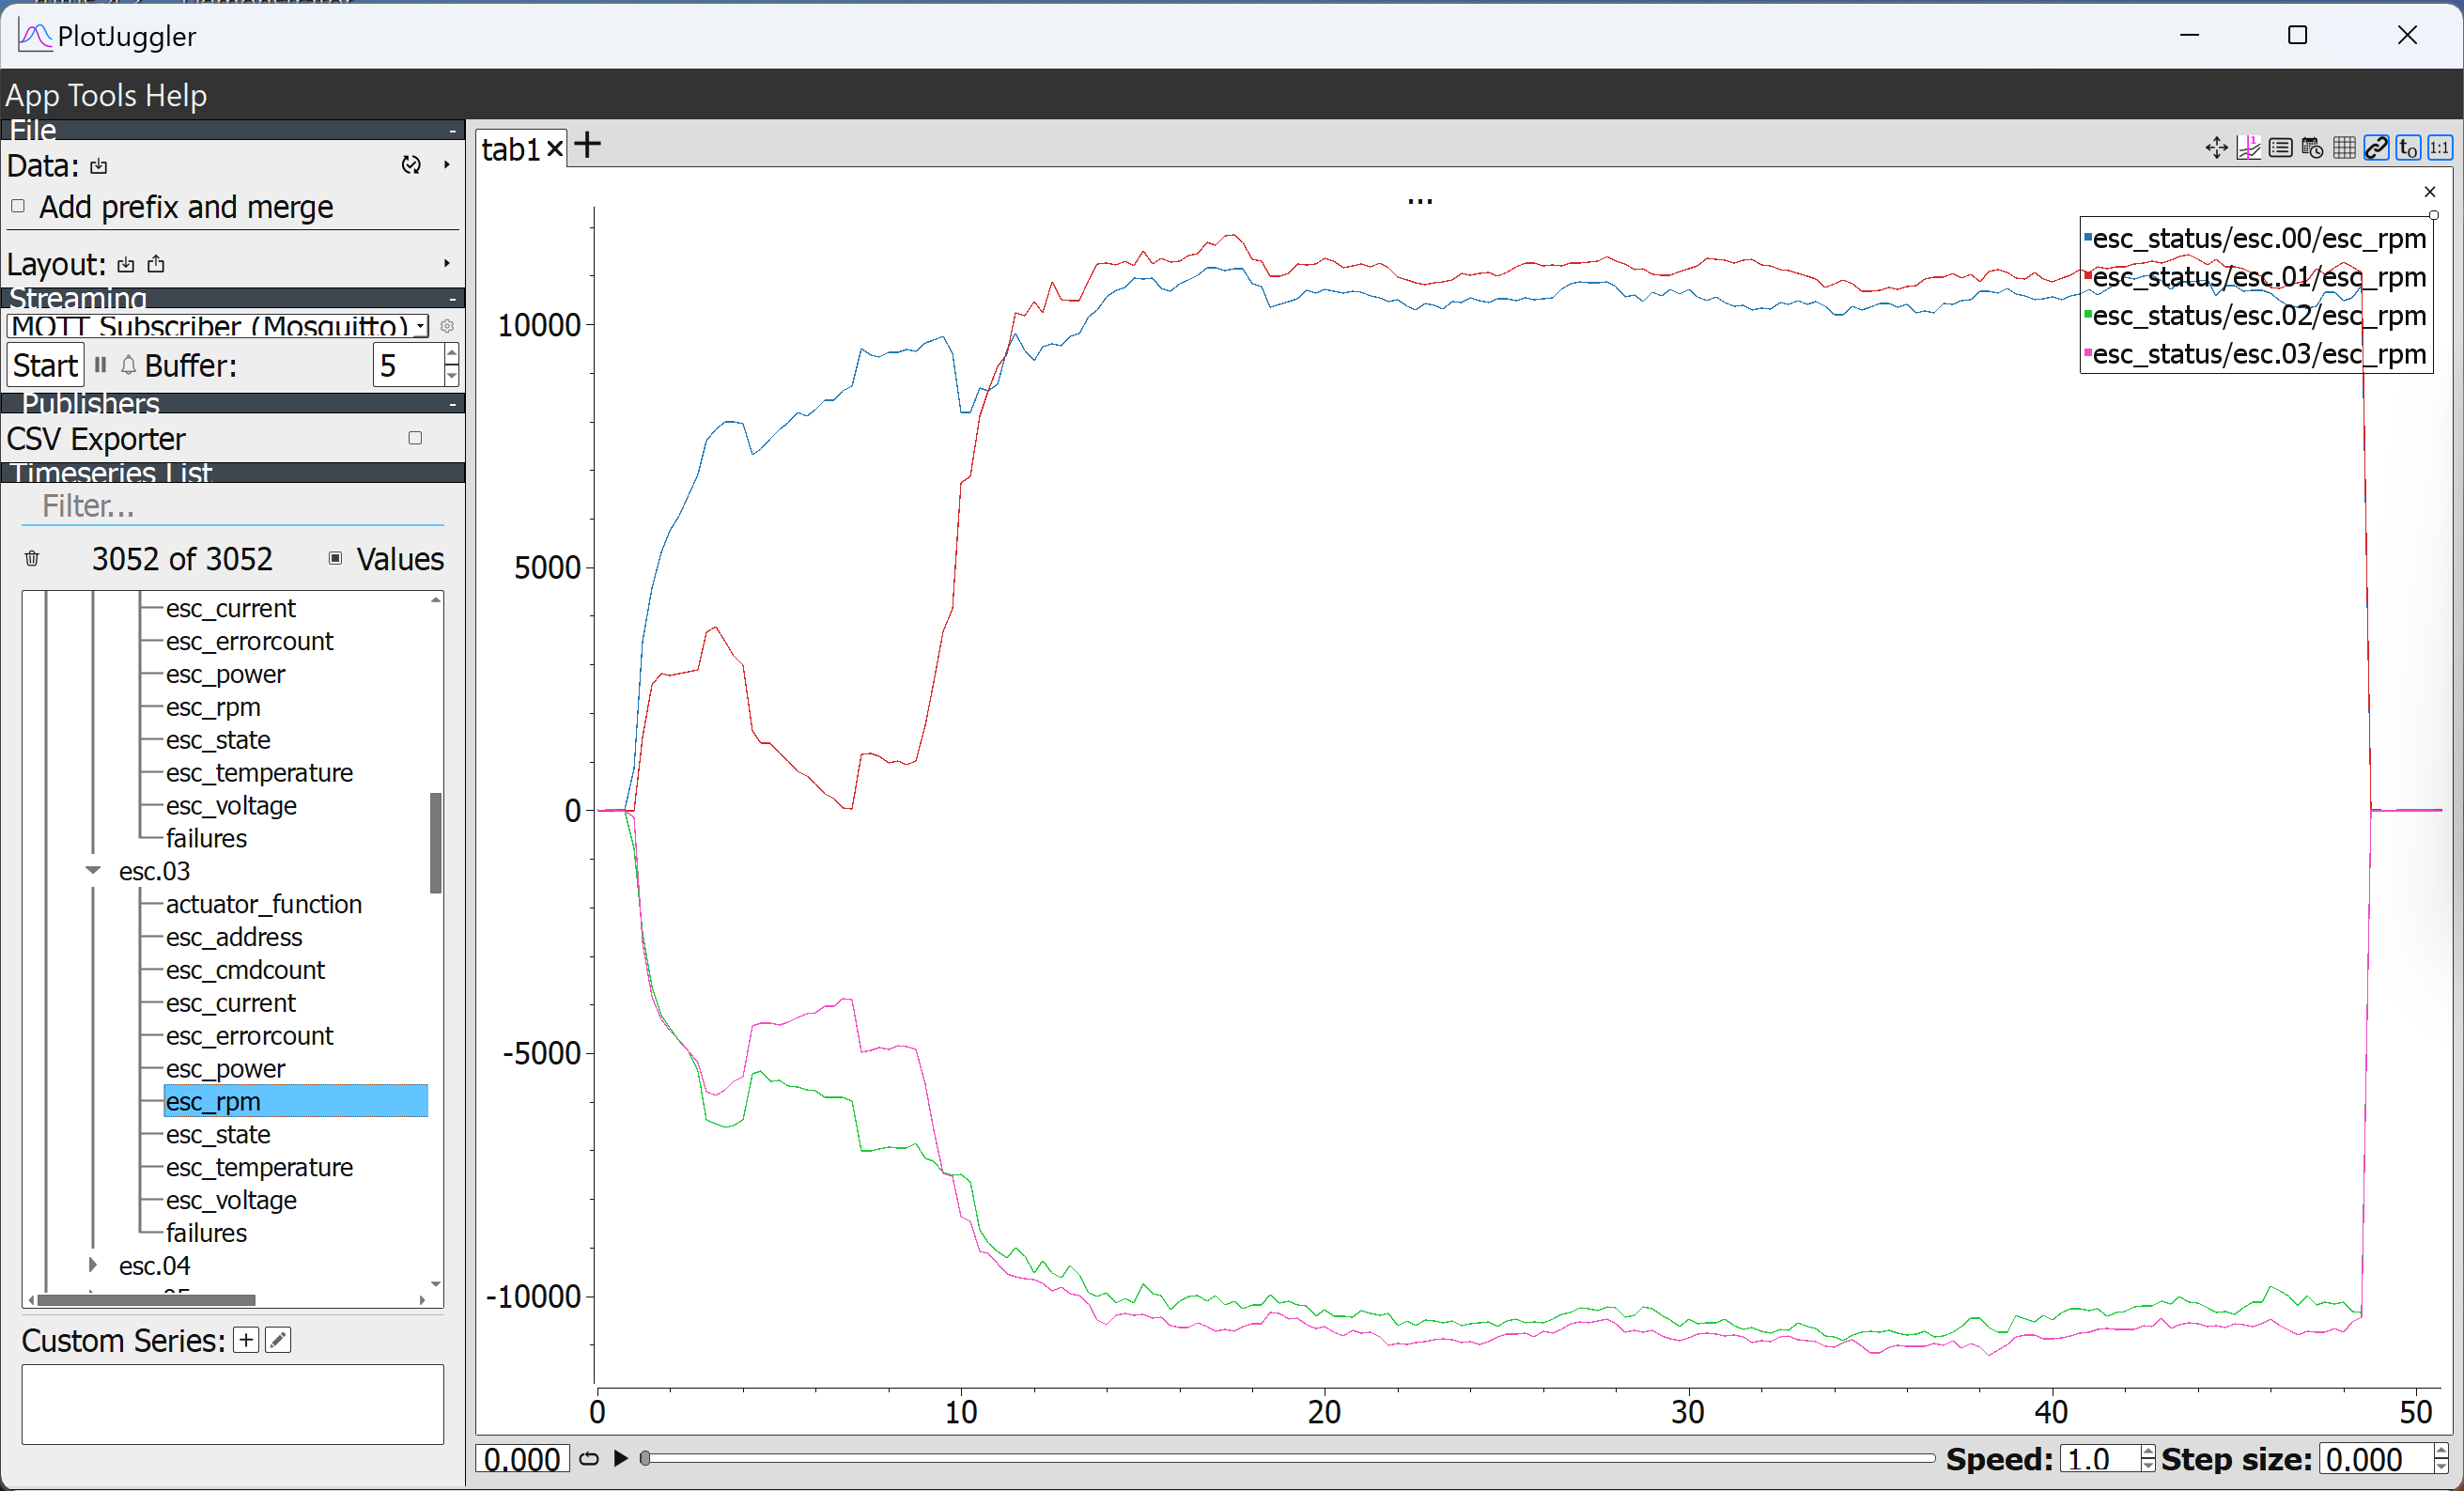 PlotJuggler
App Tools Help
File
-
Data:
Add prefix and merge
Layout:
Streaming
-
MQTT Subscriber (Mosquitto)
Start
Buffer:
5
Publishers
-
CSV Exporter
Timeseries List
Filter...
3052 of 3052
Values
esc_current
esc_errorcount
esc_power
esc_rpm
esc_state
esc_temperature
esc_voltage
failures
esc.03
actuator_function
esc_address
esc_cmdcount
esc_current
esc_errorcount
esc_power
esc_rpm
esc_state
esc_temperature
esc_voltage
failures
esc.04
Custom Series:
tab1
t0
1:1
...
esc_status/esc.00/esc_rpm
esc_status/esc.01/esc_rpm
esc_status/esc.02/esc_rpm
esc_status/esc.03/esc_rpm
10000
5000
0
-5000
-10000
0 10 20 30 40 50
0.000
Speed: 1.0 Step size: 0.000